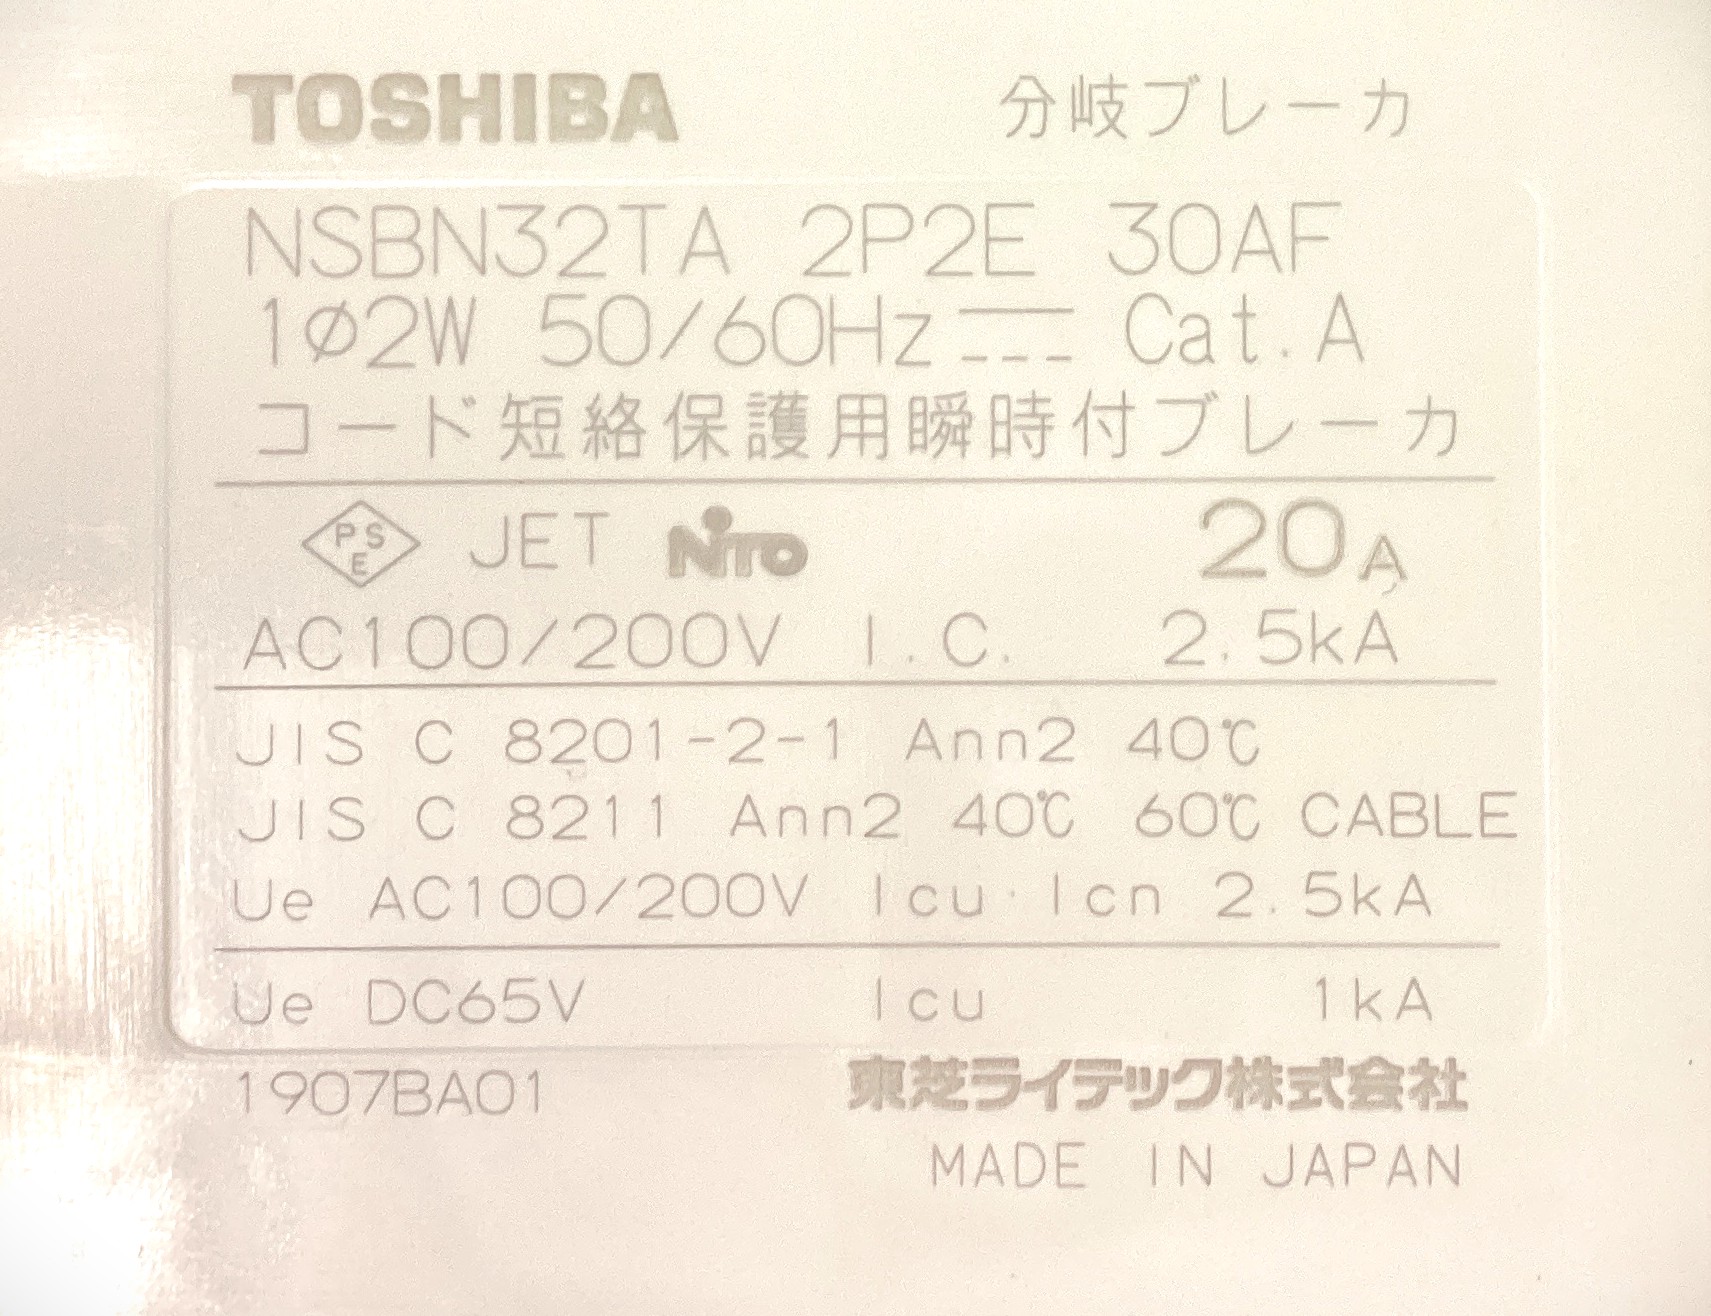 TOSHIBA 分岐ブレーカ
NSBN32TA 2P2E 30AF
1φ2W 50/60Hz⎓ Cat.A
コード短絡保護用瞬時付ブレーカ
PSE JET NITO 20A
AC100/200V I.C. 2.5kA
JIS C 8201-2-1 Ann2 40℃
JIS C 8211 Ann2 40℃ 60℃ CABLE
Ue AC100/200V Icu·Icn 2.5kA
Ue DC65V Icu 1kA
1907BA01 東芝ライテック株式会社
MADE IN JAPAN